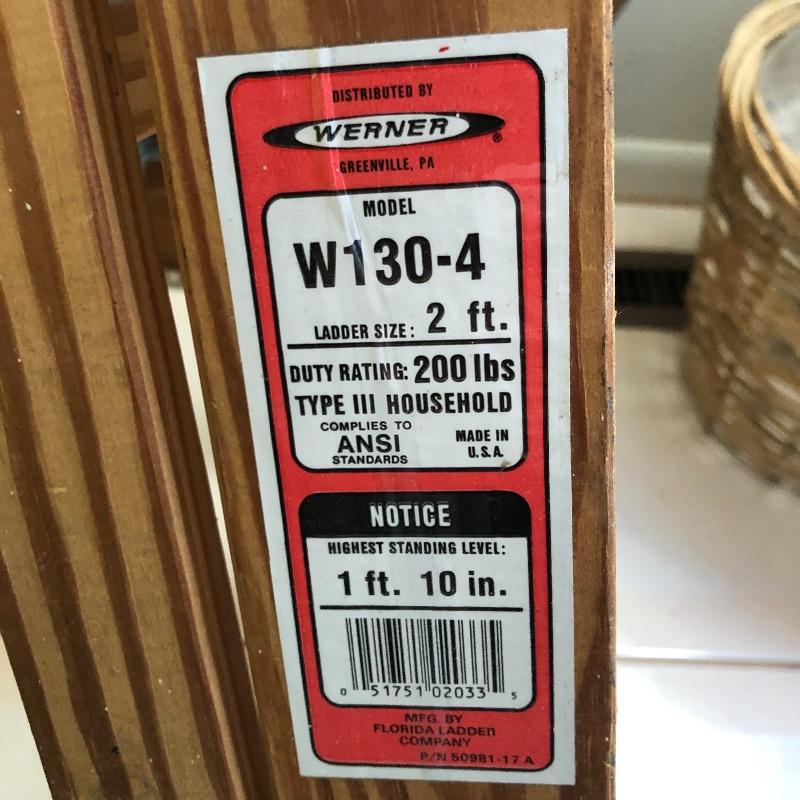 DISTRIBUTED BY
WERNER®
GREENVILLE, PA
MODEL
W130-4
LADDER SIZE: 2 ft.
DUTY RATING: 200 lbs
TYPE III HOUSEHOLD
COMPLIES TO
ANSI
STANDARDS
MADE IN
U.S.A.
NOTICE
HIGHEST STANDING LEVEL:
1 ft. 10 in.
0 51751 02033 5
MFG. BY
FLORIDA LADDER
COMPANY
P/N 50981-17 A